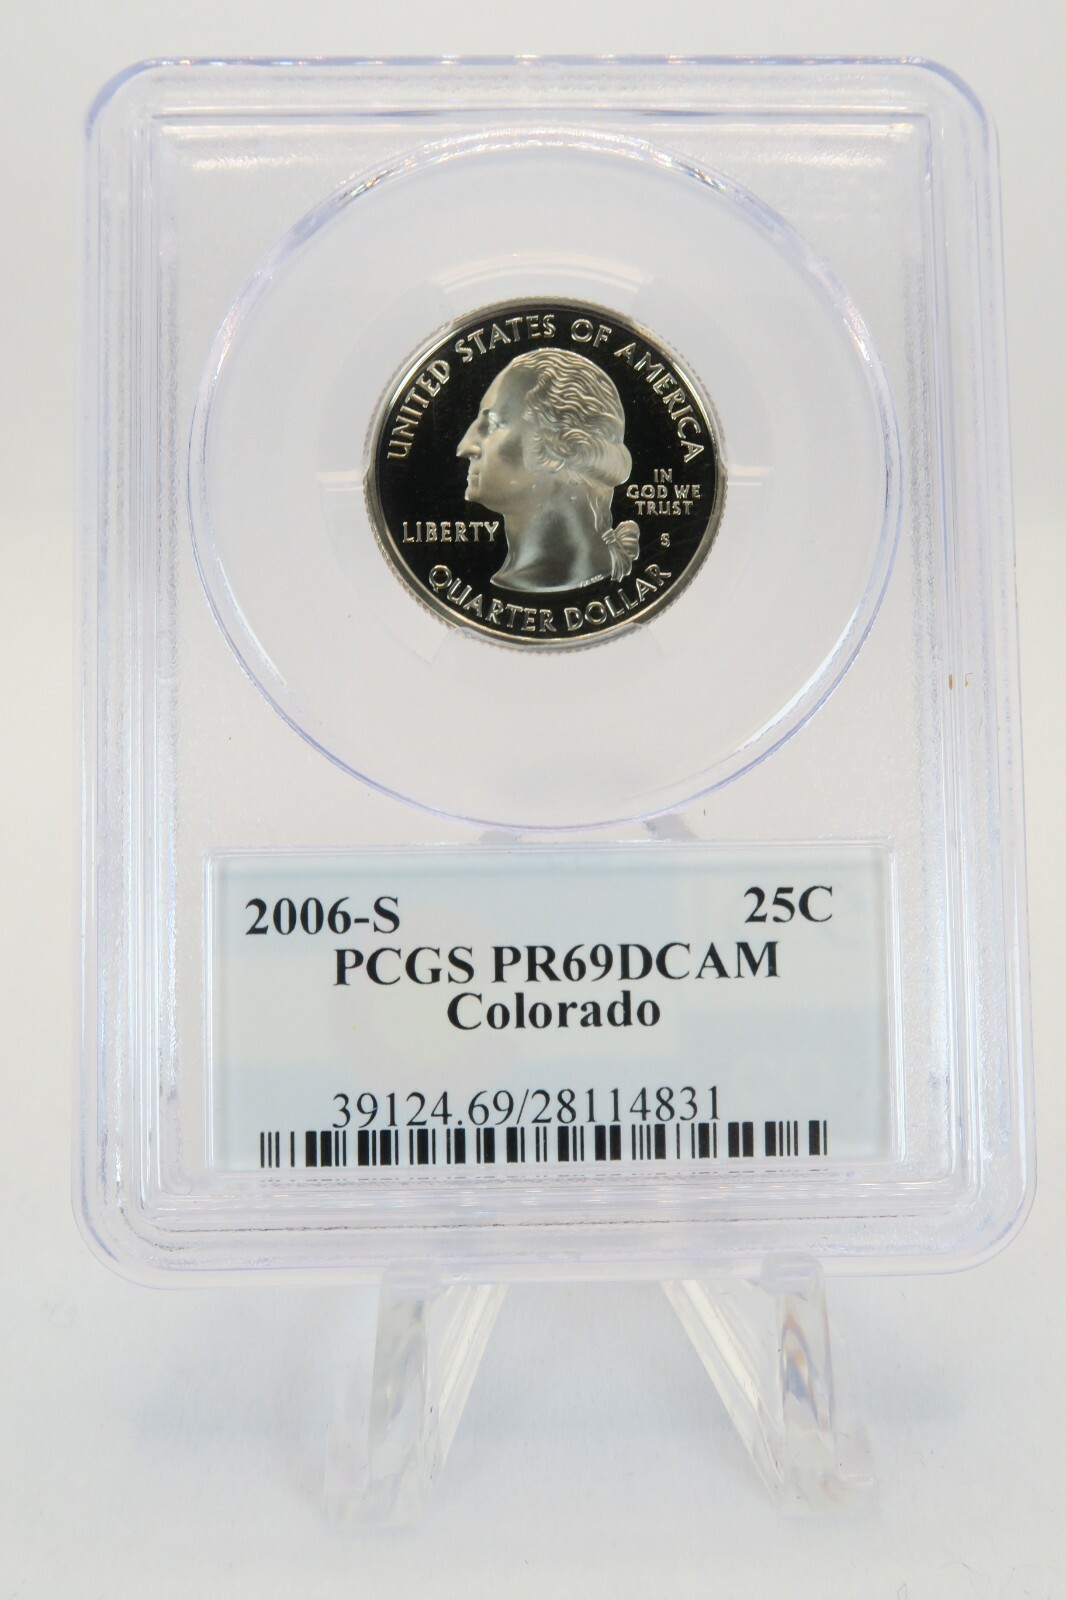 UNITED STATES OF AMERICA
IN
GOD WE
TRUST
LIBERTY
S
QUARTER DOLLAR
2006-S 25C
PCGS PR69DCAM
Colorado
39124.69/28114831